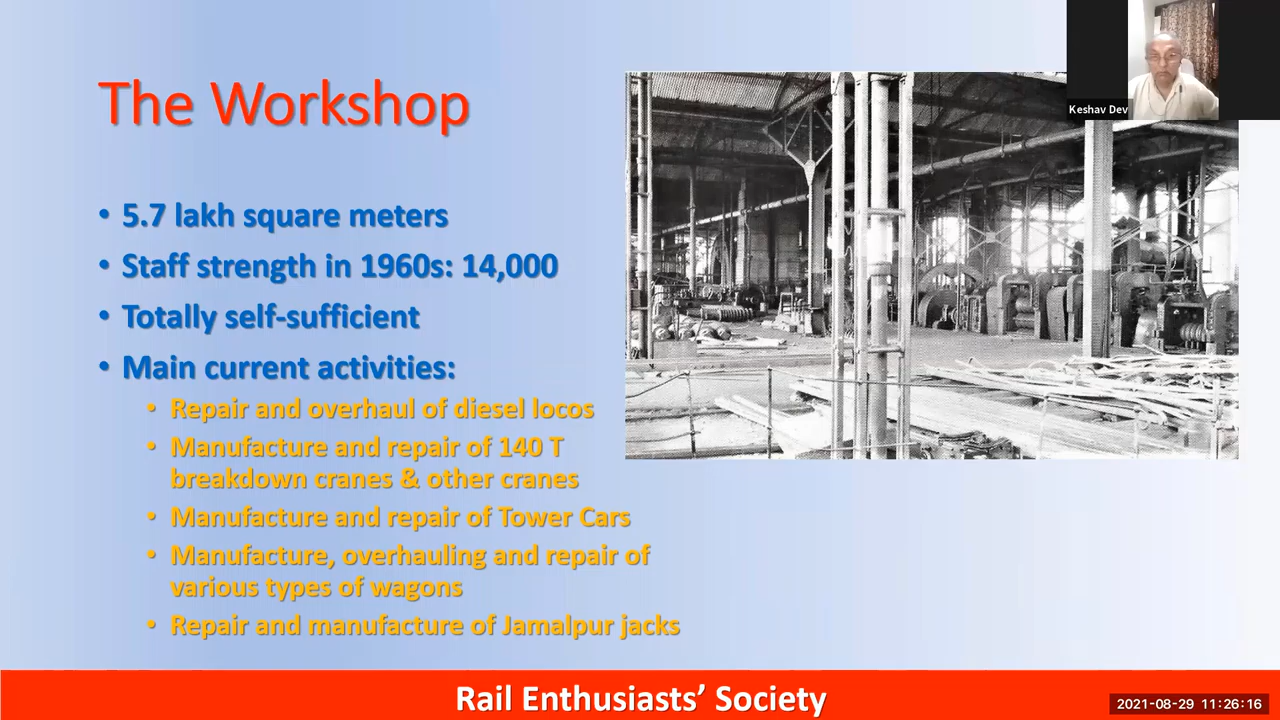 The Workshop
• 5.7 lakh square meters
• Staff strength in 1960s: 14,000
• Totally self-sufficient
• Main current activities:
• Repair and overhaul of diesel locos
• Manufacture and repair of 140 T
breakdown cranes & other cranes
• Manufacture and repair of Tower Cars
• Manufacture, overhauling and repair of
various types of wagons
• Repair and manufacture of Jamalpur jacks
Keshav Dev
Rail Enthusiasts’ Society
2021-08-29 11:26:16